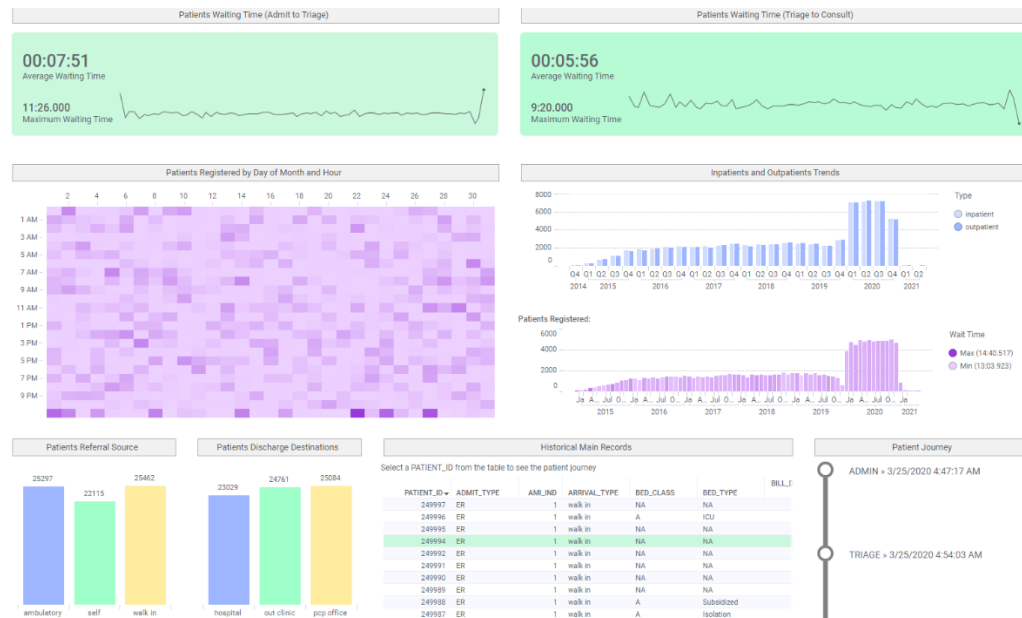 Patients Waiting Time (Admit to Triage)
Patients Waiting Time (Triage to Consult)
00:07:51
Average Waiting Time
11:26.000
Maximum Waiting Time
00:05:56
Average Waiting Time
9:20.000
Maximum Waiting Time
Patients Registered by Day of Month and Hour
2 4 6 8 10 12 14 16 18 20 22 24 26 28 30
1 AM
3 AM
5 AM
7 AM
9 AM
11 AM
1 PM
3 PM
5 PM
7 PM
9 PM
Inpatients and Outpatients Trends
8000
6000
4000
2000
0
Q4 Q1 Q2 Q3 Q4 Q1 Q2 Q3 Q4 Q1 Q2 Q3 Q4 Q1 Q2 Q3 Q4 Q1 Q2 Q3 Q4 Q1 Q2 Q3 Q4 Q1 Q2
2014 2015 2016 2017 2018 2019 2020 2021
Type
inpatient
outpatient
Patients Registered:
6000
4000
2000
0
Ja A... Jul O... Ja A... Jul O... Ja A... Jul O... Ja A... Jul O... Ja A... Jul O... Ja A... Jul O... Ja
2015 2016 2017 2018 2019 2020 2021
Wait Time
Max (14:40.517)
Min (13:03.923)
Patients Referral Source
25297
22115
25462
ambulatory self walk in
Patients Discharge Destinations
23029
24761
25084
hospital out clinic pcp office
Historical Main Records
Select a PATIENT_ID from the table to see the patient journey
PATIENT_ID ADMIT_TYPE AMI_IND ARRIVAL_TYPE BED_CLASS BED_TYPE BILL_
249997 ER 1 walk in NA NA
249996 ER 1 walk in A ICU
249995 ER 1 walk in NA NA
249994 ER 1 walk in NA NA
249992 ER 1 walk in NA NA
249991 ER 1 walk in NA NA
249990 ER 1 walk in NA NA
249989 ER 1 walk in NA NA
249988 ER 1 walk in A Subsidized
249987 ER 1 walk in A Isolation
Patient Journey
ADMIN » 3/25/2020 4:47:17 AM
TRIAGE » 3/25/2020 4:54:03 AM